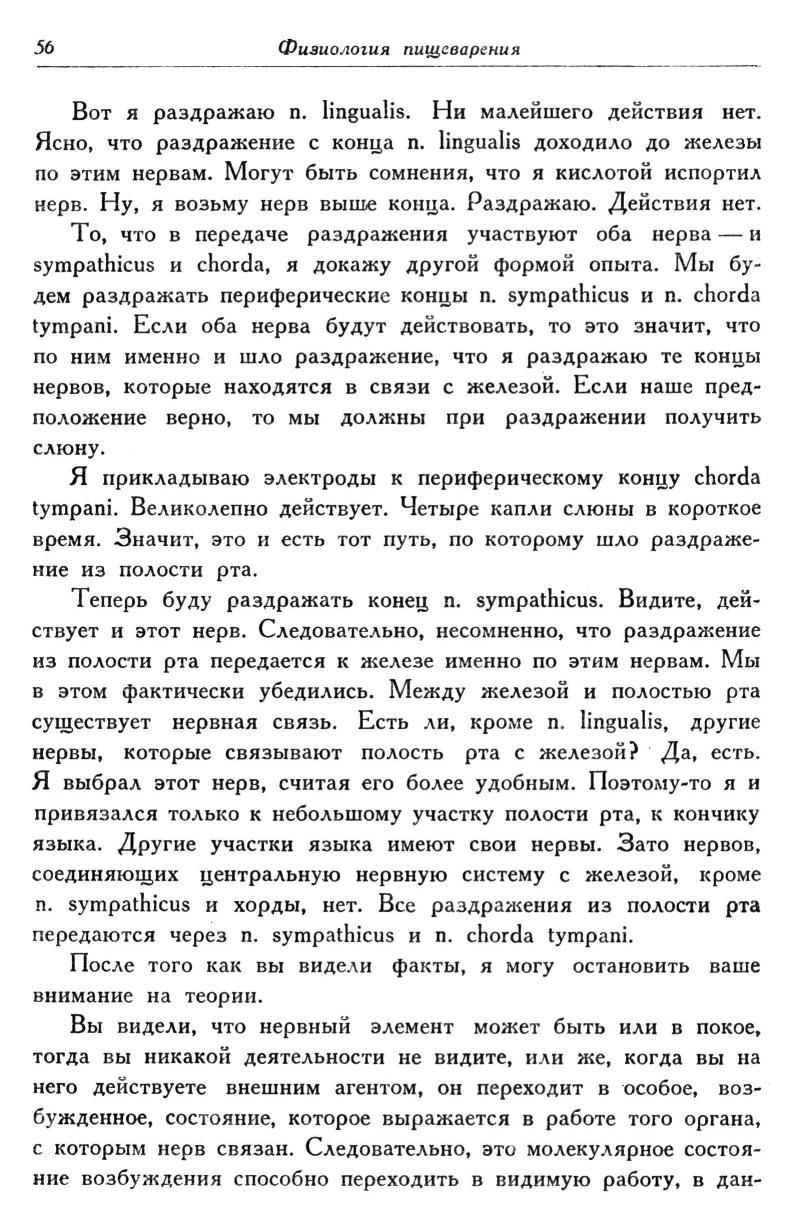 56
Физиология пищеварения
Вот я раздражаю n. lingualis. Ни малейшего действия нет.
Ясно, что раздражение с конца n. lingualis доходило до железы
по этим нервам. Могут быть сомнения, что я кислотой испортил
нерв. Ну, я возьму нерв выше конца. Раздражаю. Действия нет.
То, что в передаче раздражения участвуют оба нерва — и
sympathicus и chorda, я докажу другой формой опыта. Мы бу-
дем раздражать периферические концы n. sympathicus и n. chorda
tympani. Если оба нерва будут действовать, то это значит, что
по ним именно и шло раздражение, что я раздражаю те концы
нервов, которые находятся в связи с железой. Если наше пред-
положение верно, то мы должны при раздражении получить
слюну.
Я прикладываю электроды к периферическому концу chorda
tympani. Великолепно действует. Четыре капли слюны в короткое
время. Значит, это и есть тот путь, по которому шло раздраже-
ние из полости рта.
Теперь буду раздражать конец n. sympathicus. Видите, дей-
ствует и этот нерв. Следовательно, несомненно, что раздражение
из полости рта передается к железе именно по этим нервам. Мы
в этом фактически убедились. Между железой и полостью рта
существует нервная связь. Есть ли, кроме n. lingualis, другие
нервы, которые связывают полость рта с железой? Да, есть.
Я выбрал этот нерв, считая его более удобным. Поэтому-то я и
привязался только к небольшому участку полости рта, к кончику
языка. Другие участки языка имеют свои нервы. Зато нервов,
соединяющих центральную нервную систему с железой, кроме
n. sympathicus и хорды, нет. Все раздражения из полости рта
передаются через n. sympathicus и n. chorda tympani.
После того как вы видели факты, я могу остановить ваше
внимание на теории.
Вы видели, что нервный элемент может быть или в покое,
тогда вы никакой деятельности не видите, или же, когда вы на
него действуете внешним агентом, он переходит в особое, воз-
бужденное, состояние, которое выражается в работе того органа,
с которым нерв связан. Следовательно, это молекулярное состоя-
ние возбуждения способно переходить в видимую работу, в дан-